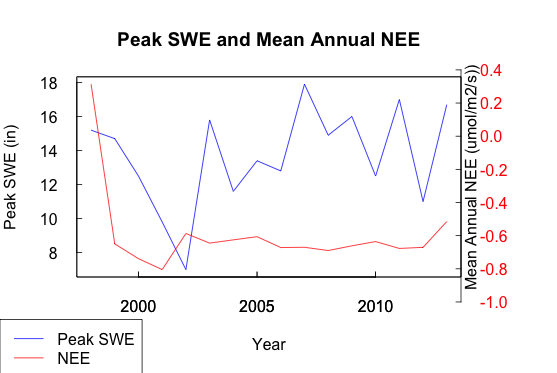 Peak SWE and Mean Annual NEE
Peak SWE (in)
18
16
14
12
10
8
Mean Annual NEE (umol/m2/s))
0.4
0.2
0.0
-0.2
-0.4
-0.6
-0.8
-1.0
2000 2005 2010
Year
Peak SWE
NEE